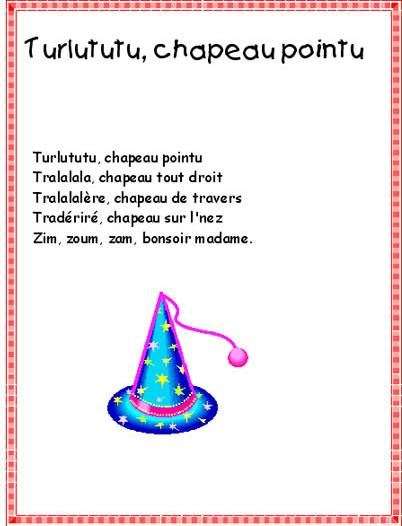 Turlututu, chapeau pointu
Turlututu, chapeau pointu
Tralalala, chapeau tout droit
Tralalalère, chapeau de travers
Tradériré, chapeau sur l'nez
Zim, zoum, zam, bonsoir madame.